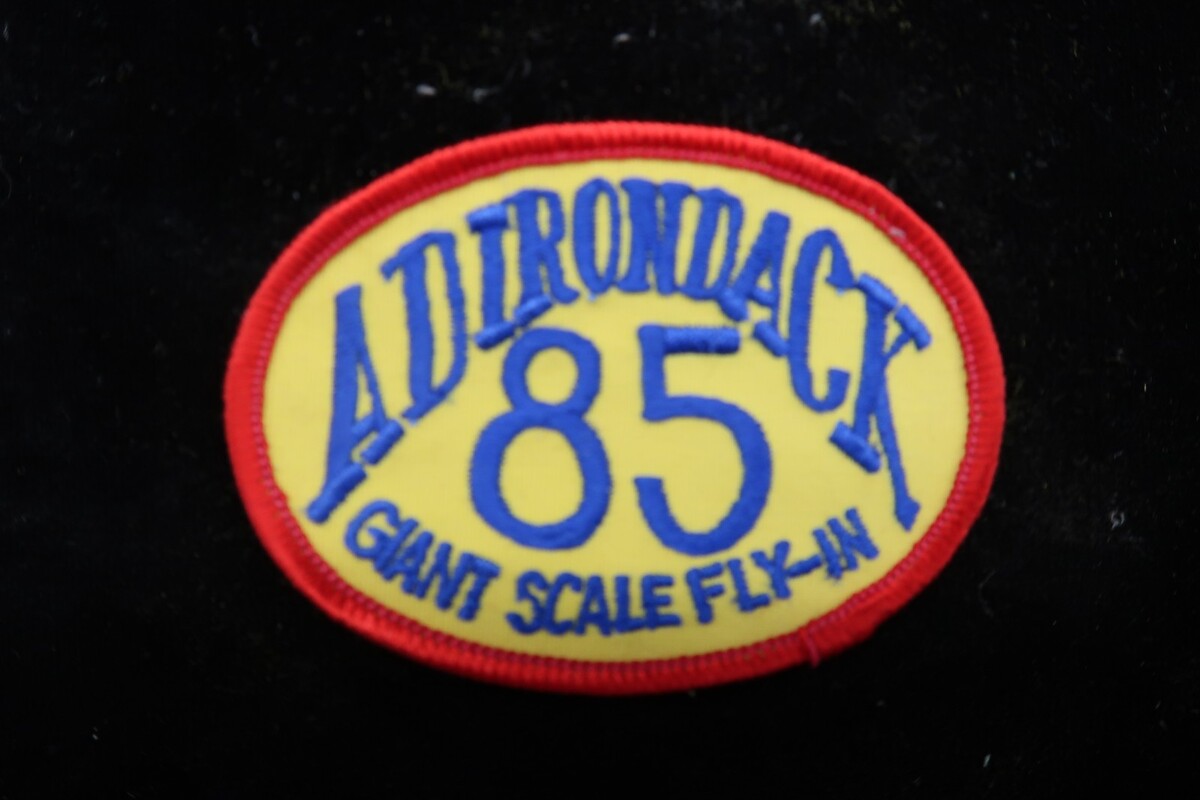 ADIRONDACK
85
GIANT SCALE FLY-IN